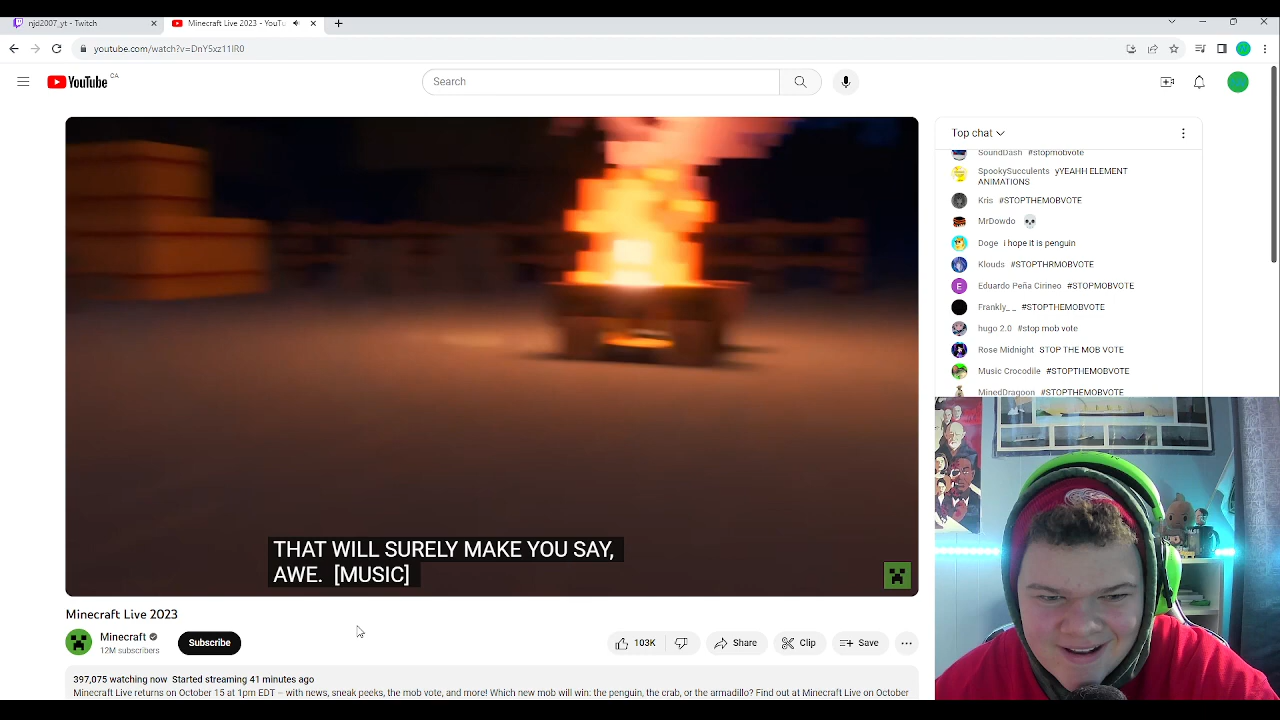 njd2007_yt - Twitch
Minecraft Live 2023 - YouTu
youtube.com/watch?v=DnY5xz11IR0
YouTube CA
Search
THAT WILL SURELY MAKE YOU SAY,
AWE. [MUSIC]
Minecraft Live 2023
Minecraft
12M subscribers
Subscribe
103K
Share
Clip
Save
397,075 watching now Started streaming 41 minutes ago
Minecraft Live returns on October 15 at 1pm EDT – with news, sneak peeks, the mob vote, and more! Which new mob will win: the penguin, the crab, or the armadillo? Find out at Minecraft Live on October
Top chat
SoundDash #stopmobvote
SpookySucculents yYEAHH ELEMENT
ANIMATIONS
Kris #STOPTHEMOBVOTE
MrDowdo
Doge i hope it is penguin
Klouds #STOPTHRMOBVOTE
E
Eduardo Peña Cirineo #STOPMOBVOTE
Frankly_ _ #STOPTHEMOBVOTE
hugo 2.0 #stop mob vote
Rose Midnight STOP THE MOB VOTE
Music Crocodile #STOPTHEMOBVOTE
MinedDragoon #STOPTHEMOBVOTE